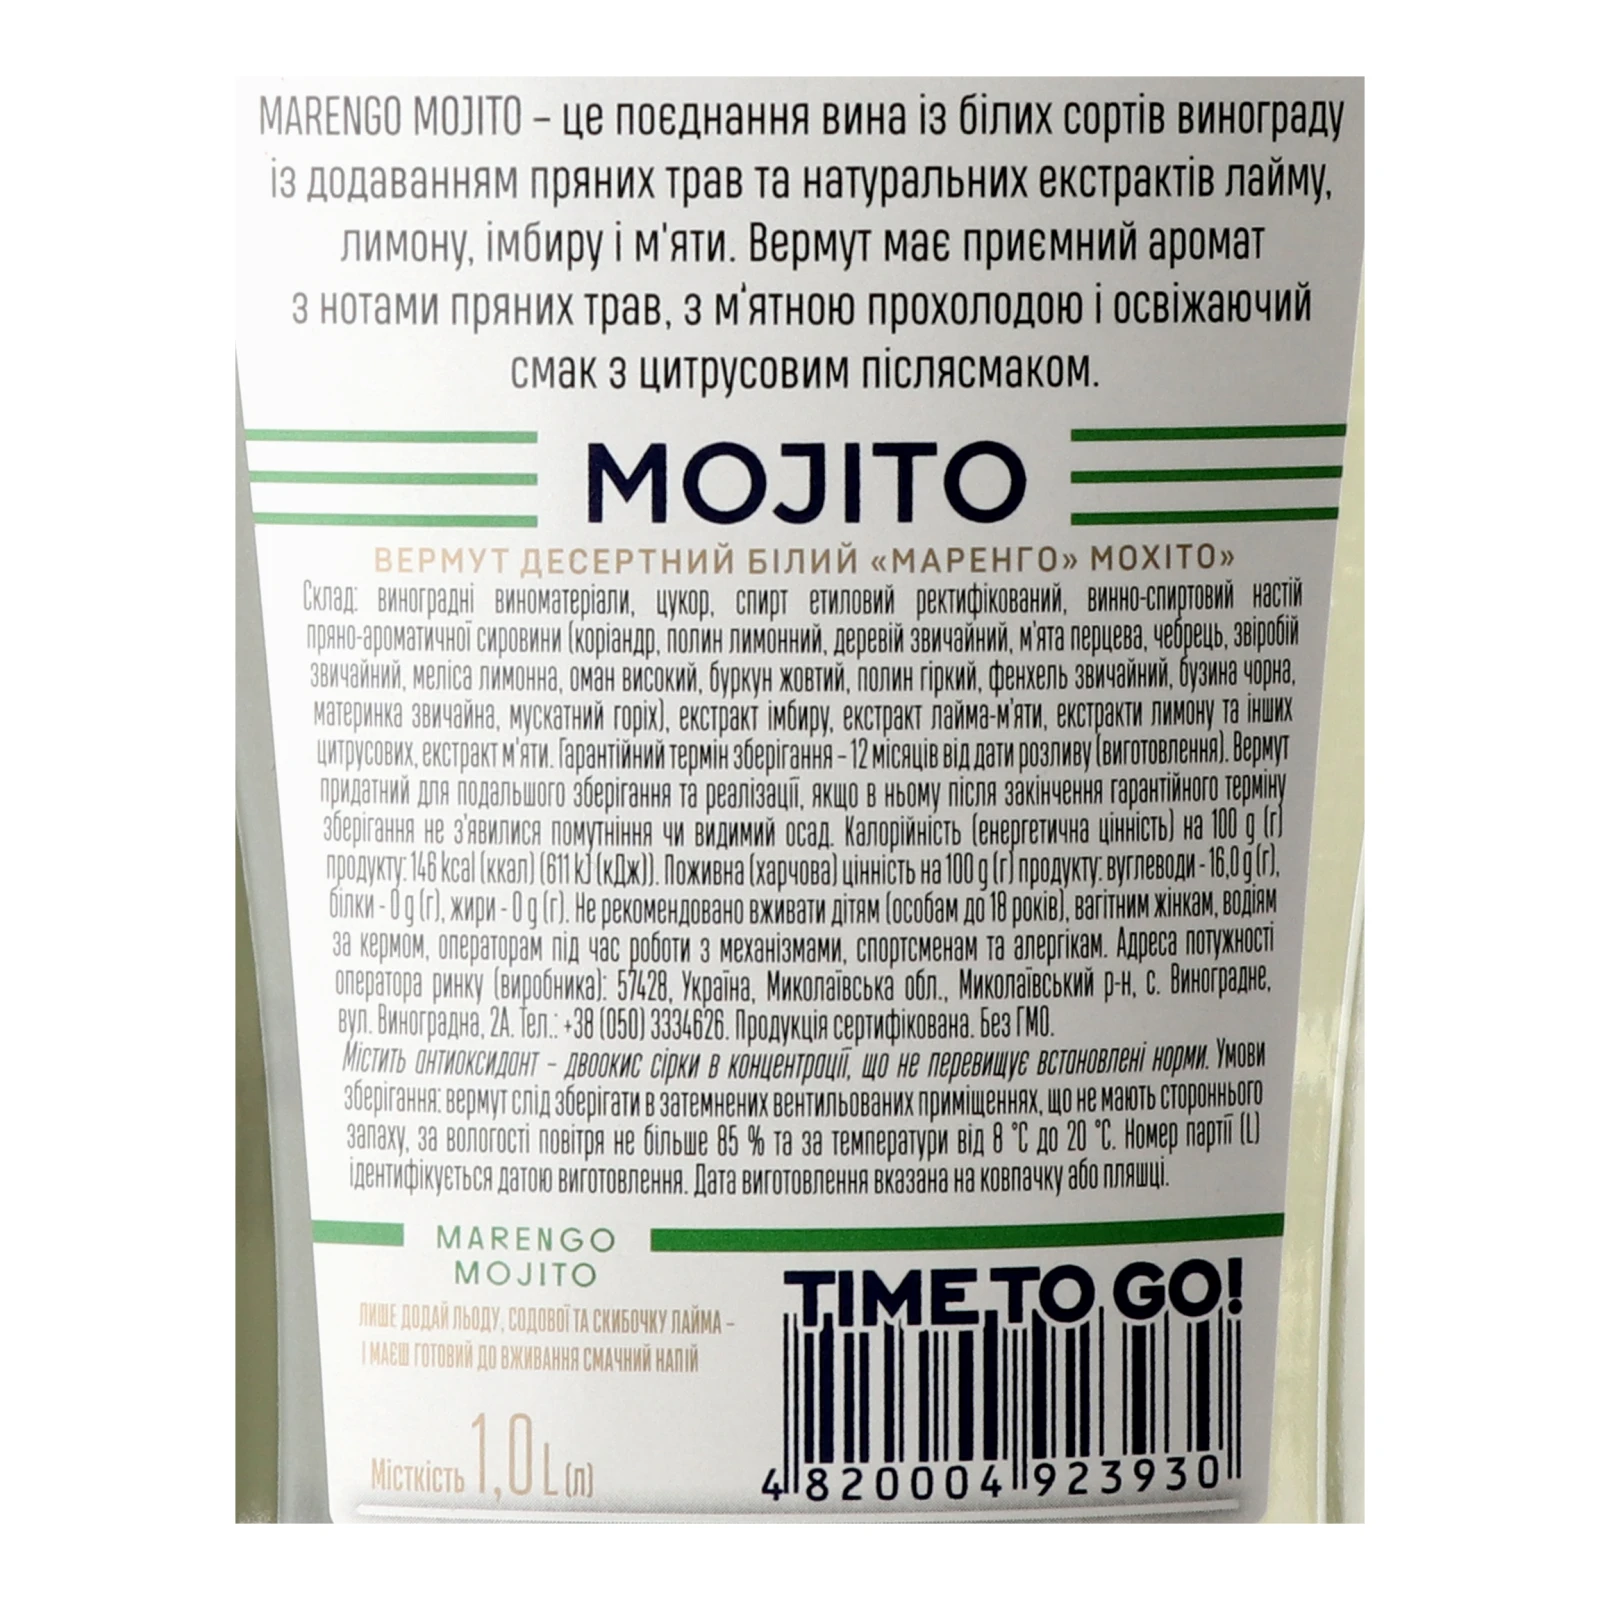 MARENGO MOJITO – це поєднання вина із білих сортів винограду
із додаванням пряних трав та натуральних екстрактів лайму,
лимону, імбиру і м'яти. Вермут має приємний аромат
з нотами пряних трав, з м'ятною прохолодою і освіжаючий
смак з цитрусовим післясмаком.
MOJITO
ВЕРМУТ ДЕСЕРТНИЙ БІЛИЙ «МАРЕНГО» МОХІТО»
Склад: виноградні виноматеріали, цукор, спирт етиловий ректифікований, винно-спиртовий настій
пряно-ароматичної сировини (коріандр, полин лимонний, деревій звичайний, м'ята перцева, чебрець, звіробій
звичайний, меліса лимонна, оман високий, буркун жовтий, полин гіркий, фенхель звичайний, бузина чорна,
материнка звичайна, мускатний горіх), екстракт імбиру, екстракт лайма-м'яти, екстракти лимону та інших
цитрусових, екстракт м'яти. Гарантійний термін зберігання – 12 місяців від дати розливу (виготовлення). Вермут
придатний для подальшого зберігання та реалізації, якщо в ньому після закінчення гарантійного терміну
зберігання не з'явилися помутніння чи видимий осад. Калорійність (енергетична цінність) на 100 g (г)
продукту: 146 kcal (ккал) (611 kJ (кДж)). Поживна (харчова) цінність на 100 g (г) продукту: вуглеводи - 16,0 g (г),
білки - 0 g (г), жири - 0 g (г). Не рекомендовано вживати дітям (особам до 18 років), вагітним жінкам, водіям
за кермом, операторам під час роботи з механізмами, спортсменам та алергікам. Адреса потужності
оператора ринку (виробника): 57428, Україна, Миколаївська обл., Миколаївський р-н, с. Виноградне,
вул. Виноградна, 2А. Тел.: +38 (050) 3334626. Продукція сертифікована. Без ГМО.
Містить антиоксидант – двоокис сірки в концентрації, що не перевищує встановлені норми. Умови
зберігання: вермут слід зберігати в затемнених вентильованих приміщеннях, що не мають стороннього
запаху, за вологості повітря не більше 85 % та за температури від 8 °C до 20 °C. Номер партії (L)
ідентифікується датою виготовлення. Дата виготовлення вказана на ковпачку або пляшці.
MARENGO
MOJITO
ЛИШЕ ДОДАЙ ЛЬОДУ, СОДОВОЇ ТА СКИБОЧКУ ЛАЙМА –
І МАЄШ ГОТОВИЙ ДО ВЖИВАННЯ СМАЧНИЙ НАПІЙ
Місткість 1,0 L (л)
TIME TO GO!
4 820004 923930